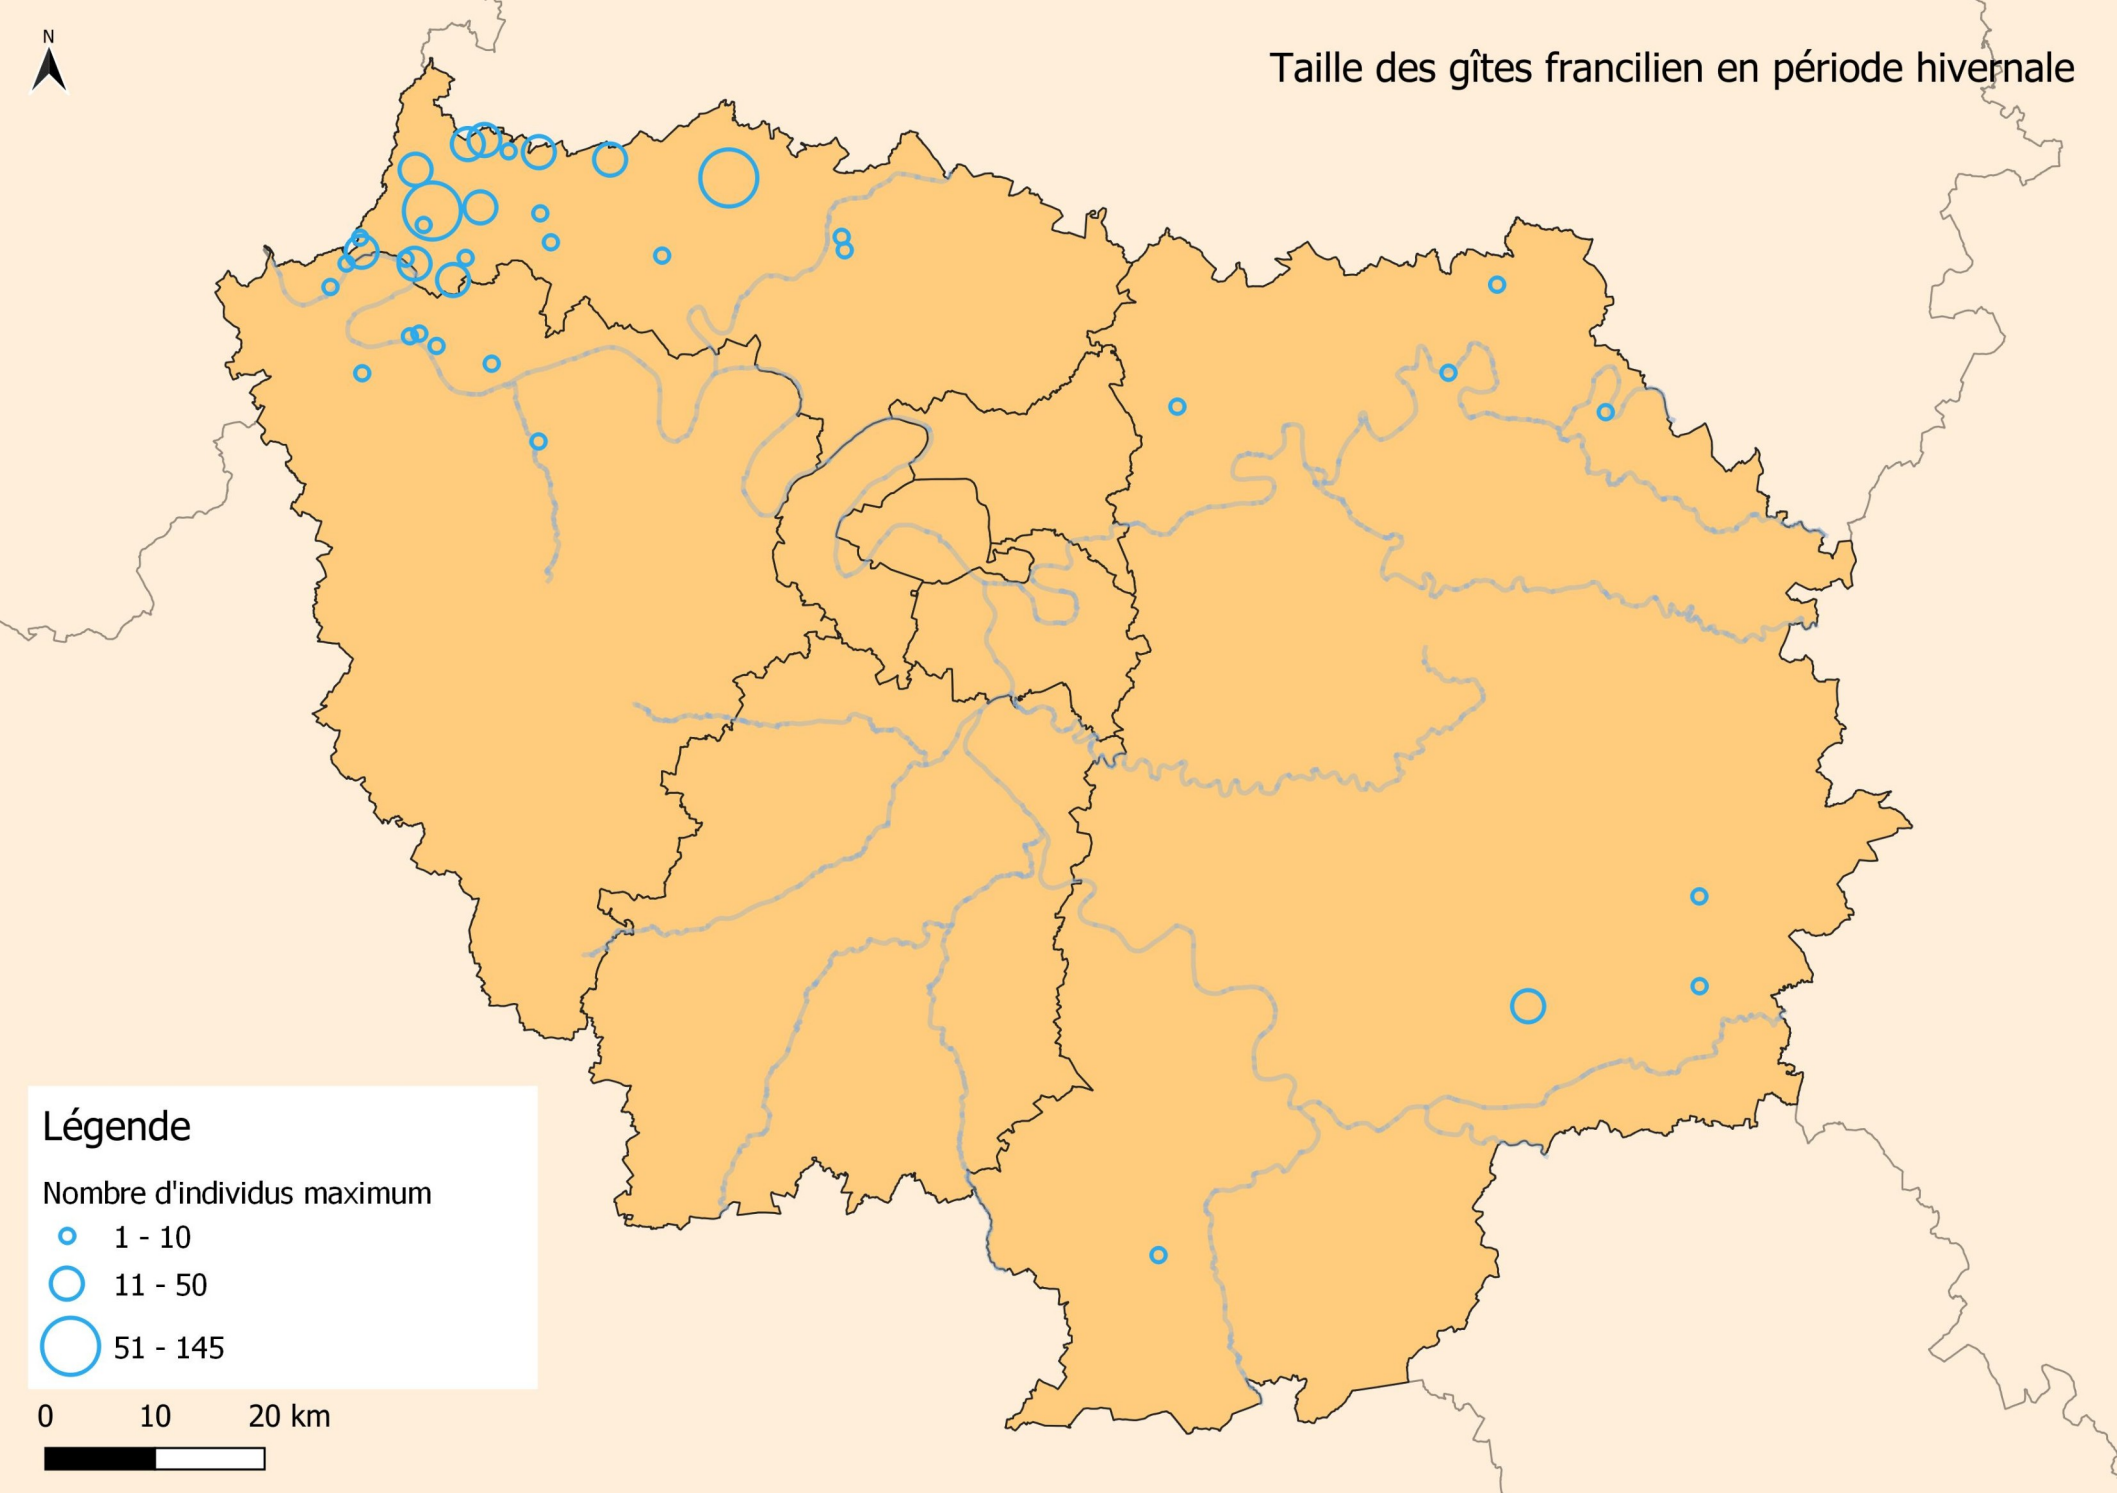 N
Taille des gîtes francilien en période hivernale
Légende
Nombre d'individus maximum
1 - 10
11 - 50
51 - 145
0 10 20 km